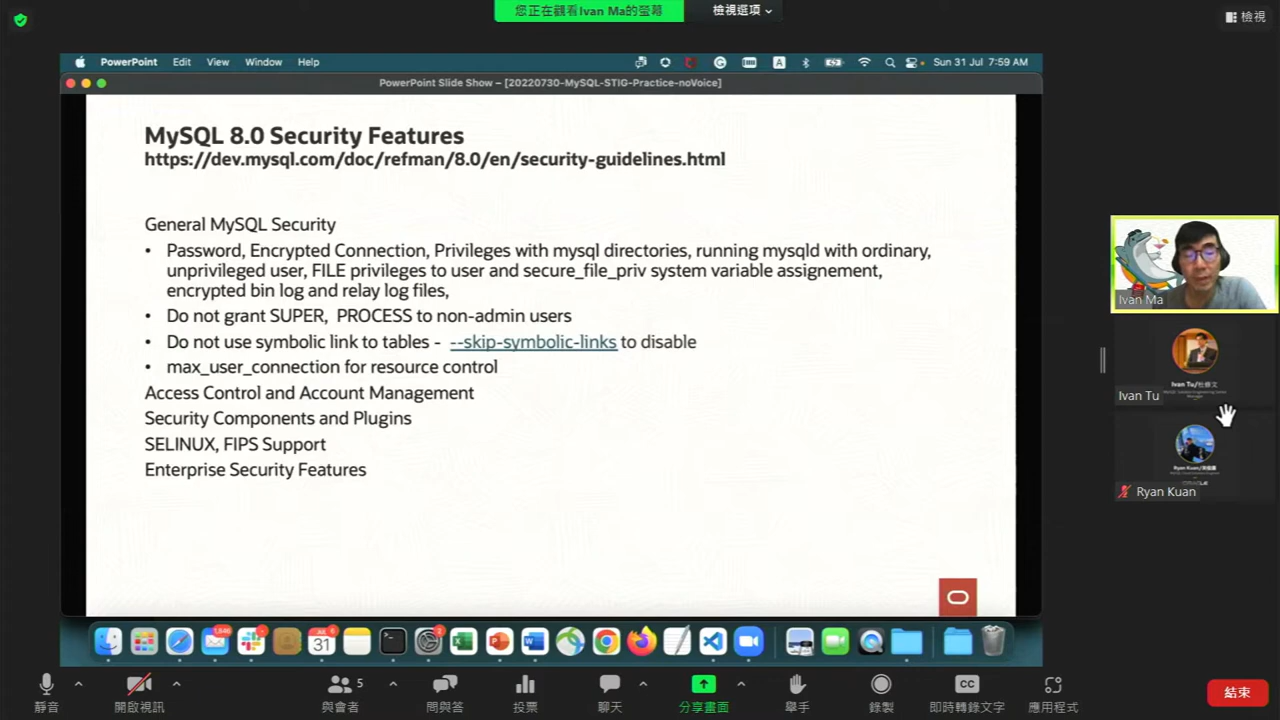 您正在觀看Ivan Ma的螢幕
檢視選項
檢視
PowerPoint Edit View Window Help
A
Sun 31 Jul 7:59 AM
PowerPoint Slide Show – [20220730-MySQL-STIG-Practice-noVoice]
MySQL 8.0 Security Features
https://dev.mysql.com/doc/refman/8.0/en/security-guidelines.html
General MySQL Security
• Password, Encrypted Connection, Privileges with mysql directories, running mysqld with ordinary,
unprivileged user, FILE privileges to user and secure_file_priv system variable assignement,
encrypted bin log and relay log files,
• Do not grant SUPER, PROCESS to non-admin users
• Do not use symbolic link to tables - --skip-symbolic-links to disable
• max_user_connection for resource control
Access Control and Account Management
Security Components and Plugins
SELINUX, FIPS Support
Enterprise Security Features
Ivan Ma
Ivan Tu/杜修文
Ivan Tu
Ryan Kuan
31
靜音
開啟視訊
5
與會者
問與答
投票
聊天
分享畫面
舉手
錄製
CC
即時轉錄文字
應用程式
結束